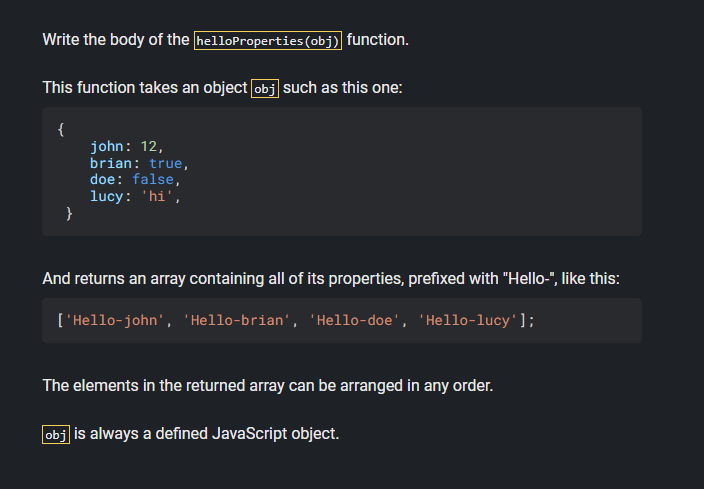 Write the body of the helloProperties(obj) function.
This function takes an object obj such as this one:
{
    john: 12,
    brian: true,
    doe: false,
    lucy: 'hi',
 }
And returns an array containing all of its properties, prefixed with "Hello-", like this:
['Hello-john', 'Hello-brian', 'Hello-doe', 'Hello-lucy'];
The elements in the returned array can be arranged in any order.
obj is always a defined JavaScript object.